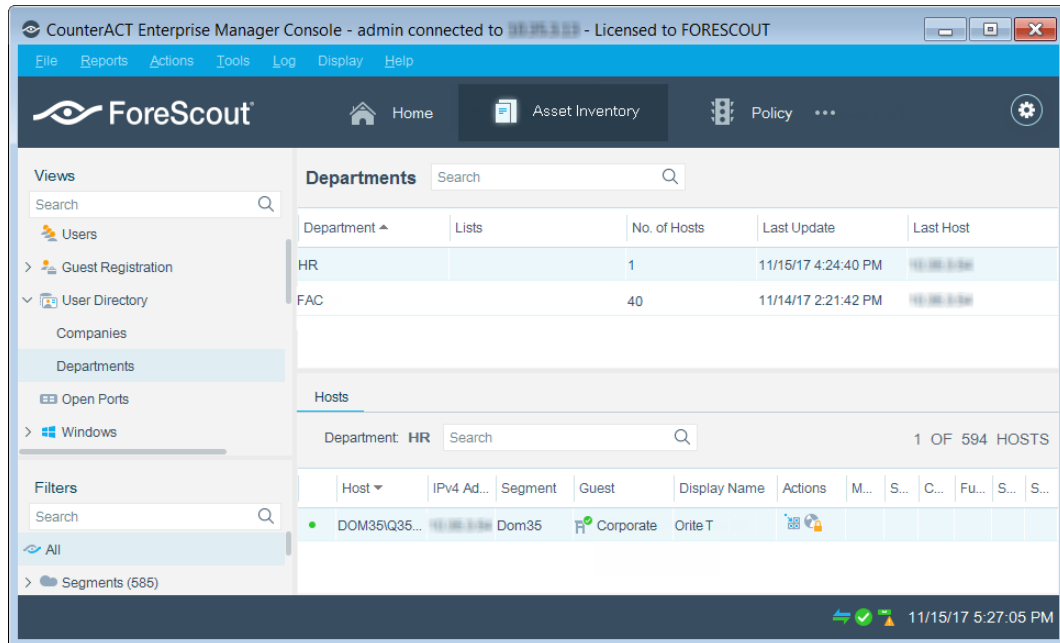 CounterACT Enterprise Manager Console - admin connected to - Licensed to FORESCOUT
File Reports Actions Tools Log Display Help
ForeScout Home Asset Inventory Policy •••
Views
Search
Users
Guest Registration
User Directory
Companies
Departments
Open Ports
Windows
Filters
Search
All
Segments (585)
Departments Search
Department Lists No. of Hosts Last Update Last Host
HR 1 11/15/17 4:24:40 PM
FAC 40 11/14/17 2:21:42 PM
Hosts
Department: HR Search 1 OF 594 HOSTS
Host IPv4 Ad... Segment Guest Display Name Actions M... S... C... Fu... S... S...
DOM35\Q35... Dom35 Corporate Orite T
11/15/17 5:27:05 PM